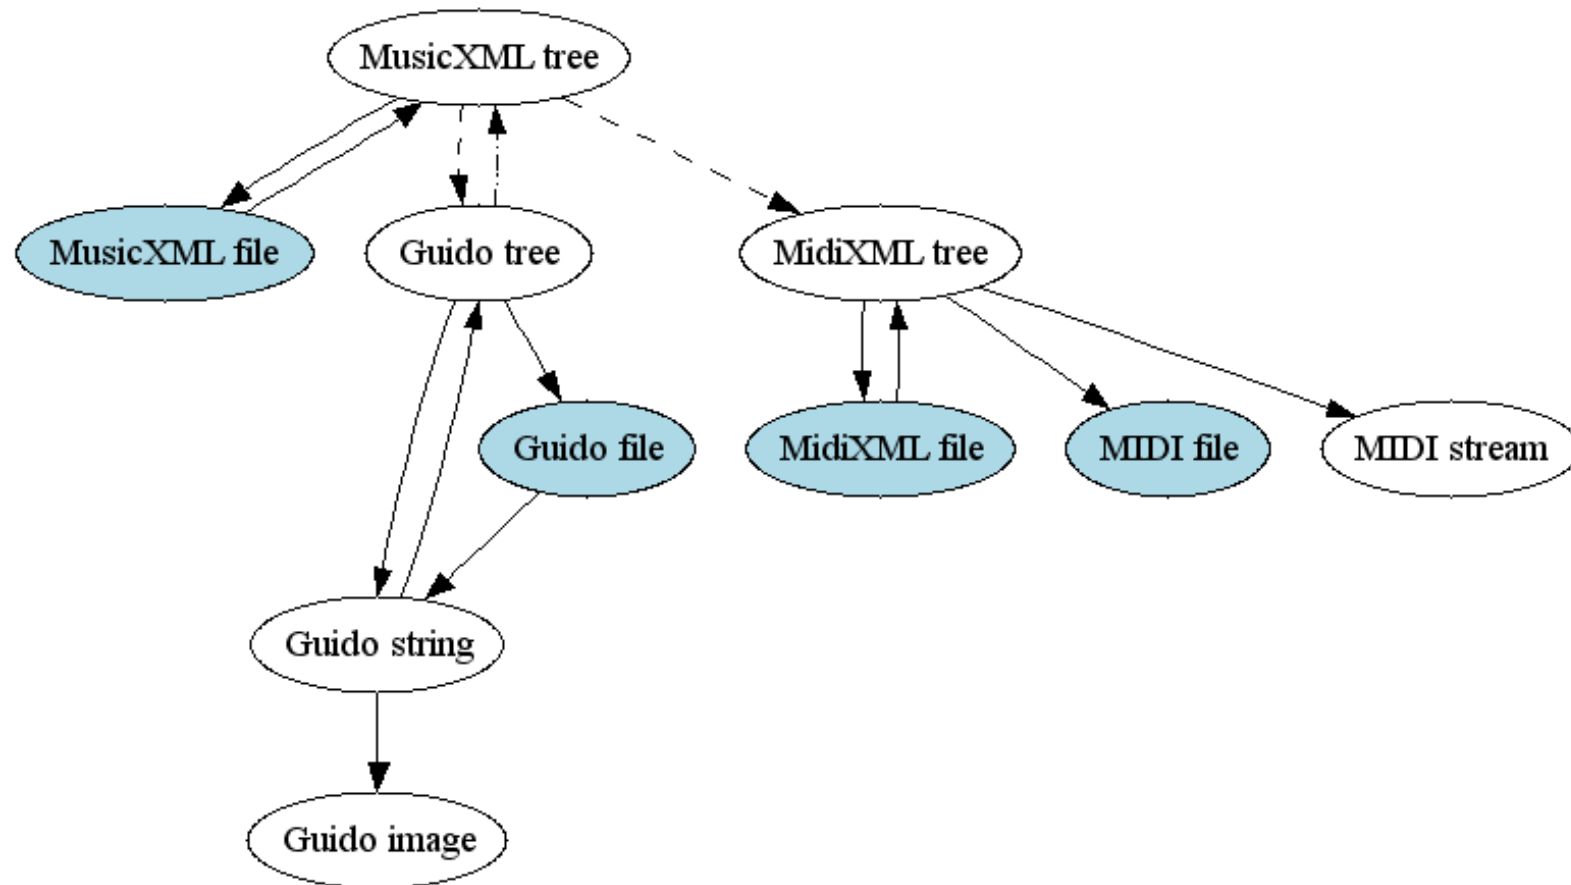 MusicXML tree
MusicXML file
Guido tree
MidiXML tree
Guido file
MidiXML file
MIDI file
MIDI stream
Guido string
Guido image